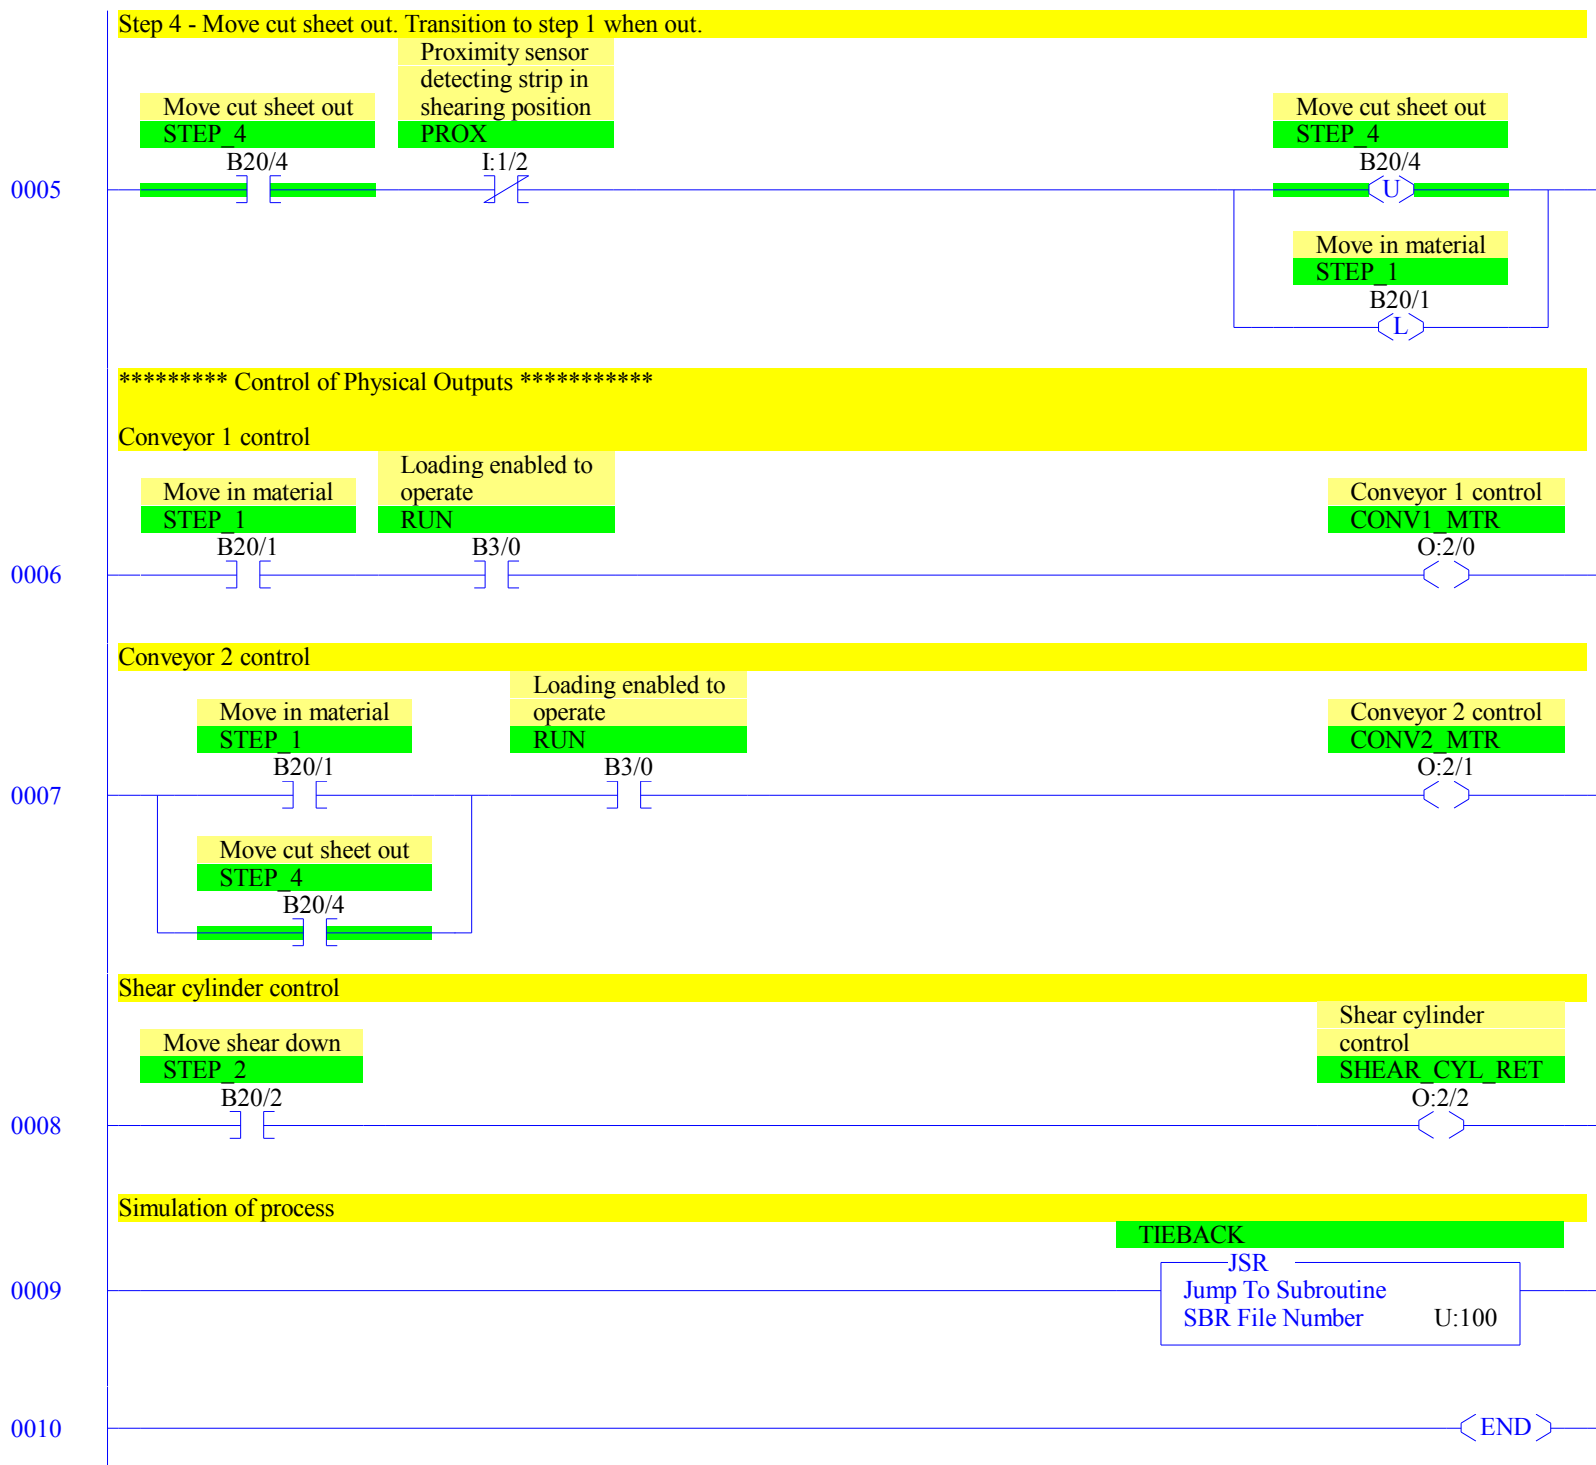 Step 4 - Move cut sheet out. Transition to step 1 when out.
Proximity sensor
detecting strip in
shearing position
PROX
I:1/2
Move cut sheet out
STEP_4
B20/4
Move cut sheet out
STEP_4
B20/4
U
0005
Move in material
STEP_1
B20/1
L
********* Control of Physical Outputs ***********
Conveyor 1 control
Loading enabled to
operate
RUN
B3/0
Move in material
STEP_1
B20/1
Conveyor 1 control
CONV1_MTR
O:2/0
0006
Conveyor 2 control
Loading enabled to
operate
RUN
B3/0
Move in material
STEP_1
B20/1
Conveyor 2 control
CONV2_MTR
O:2/1
0007
Move cut sheet out
STEP_4
B20/4
Shear cylinder control
Shear cylinder
control
SHEAR_CYL_RET
O:2/2
Move shear down
STEP_2
B20/2
0008
Simulation of process
TIEBACK
JSR
Jump To Subroutine
SBR File Number U:100
0009
0010
END